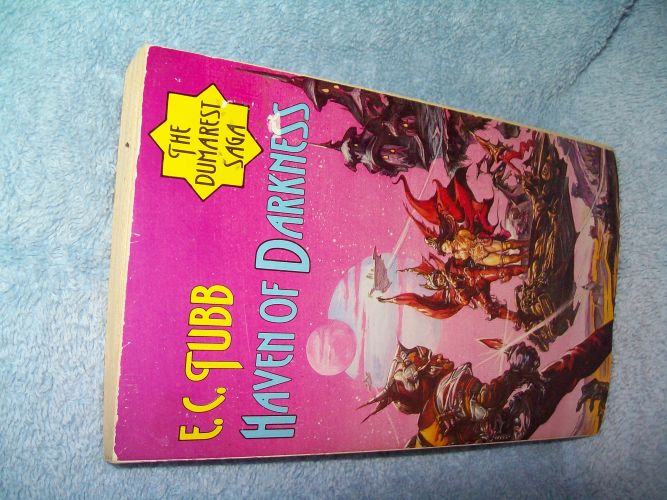 E.C. TUBB
HAVEN OF DARKNESS
THE
DUMAREST
SAGA